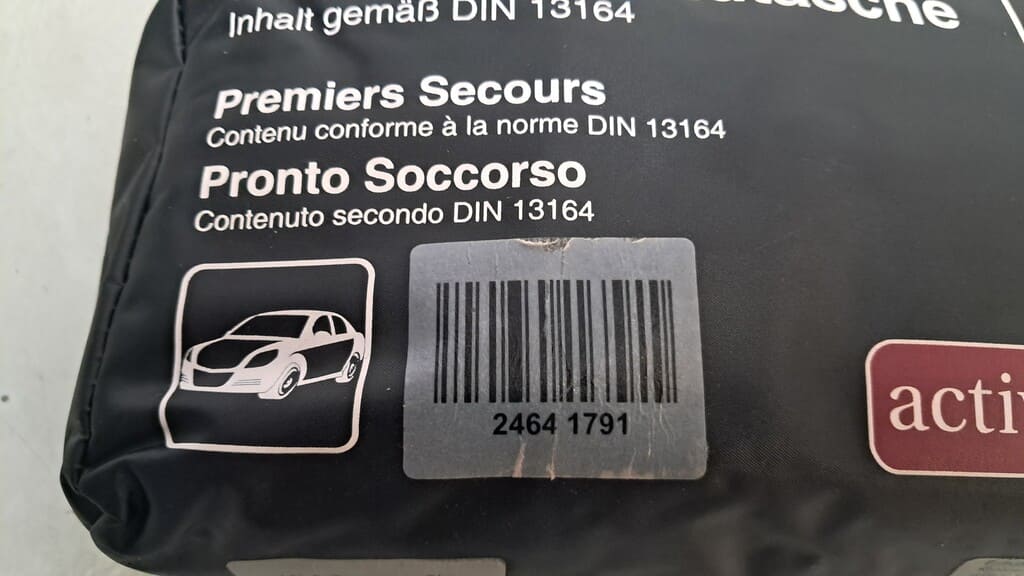 Inhalt gemäß DIN 13164
Premiers Secours
Contenu conforme à la norme DIN 13164
Pronto Soccorso
Contenuto secondo DIN 13164
2464 1791